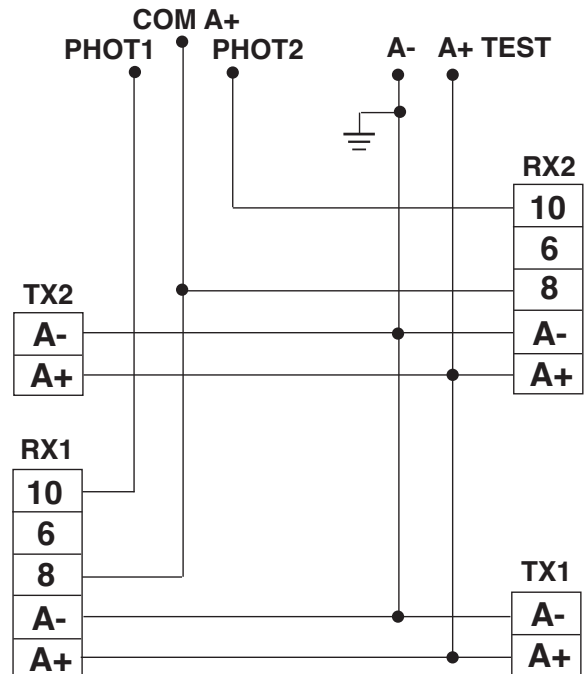 COM A+
PHOT1 PHOT2 A- A+ TEST
RX2
10
6
8
A-
A+
TX2
A-
A+
RX1
10
6
8
A-
A+
TX1
A-
A+